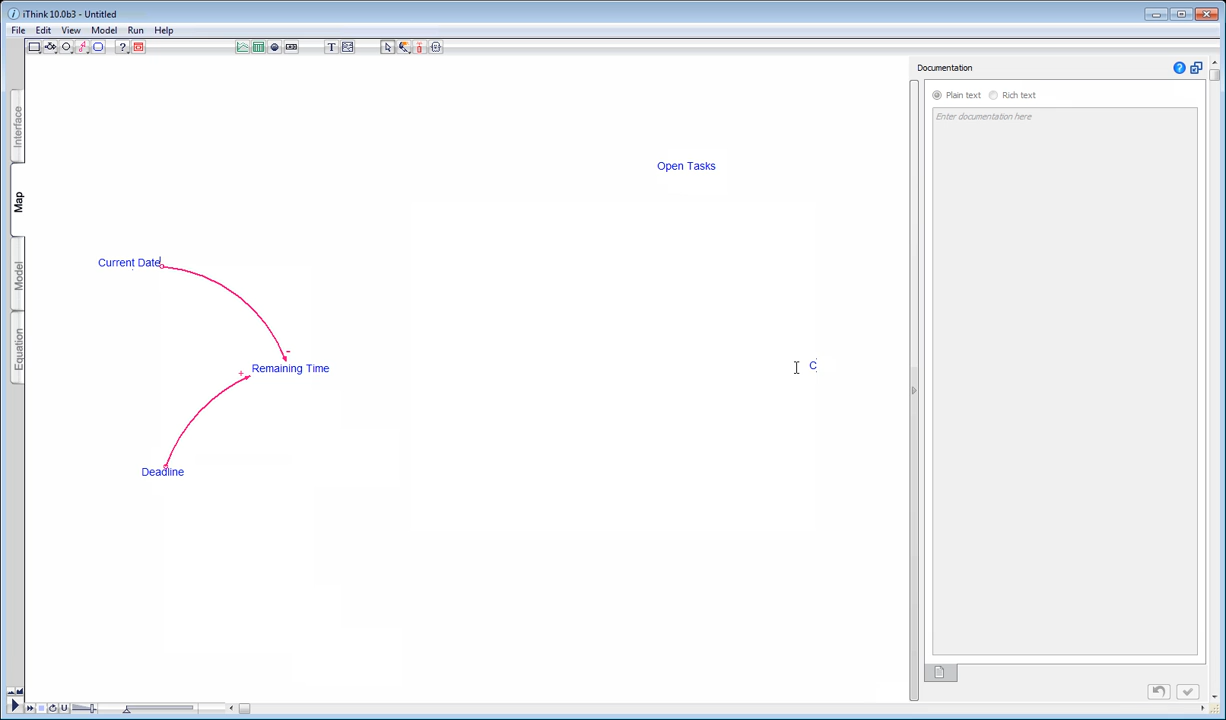 iThink 10.0b3 - Untitled
File Edit View Model Run Help
T
?
Documentation
?
Plain text Rich text
Enter documentation here
Interface
Map
Model
Equation
Open Tasks
Current Date
-
+ Remaining Time
C
Deadline
U